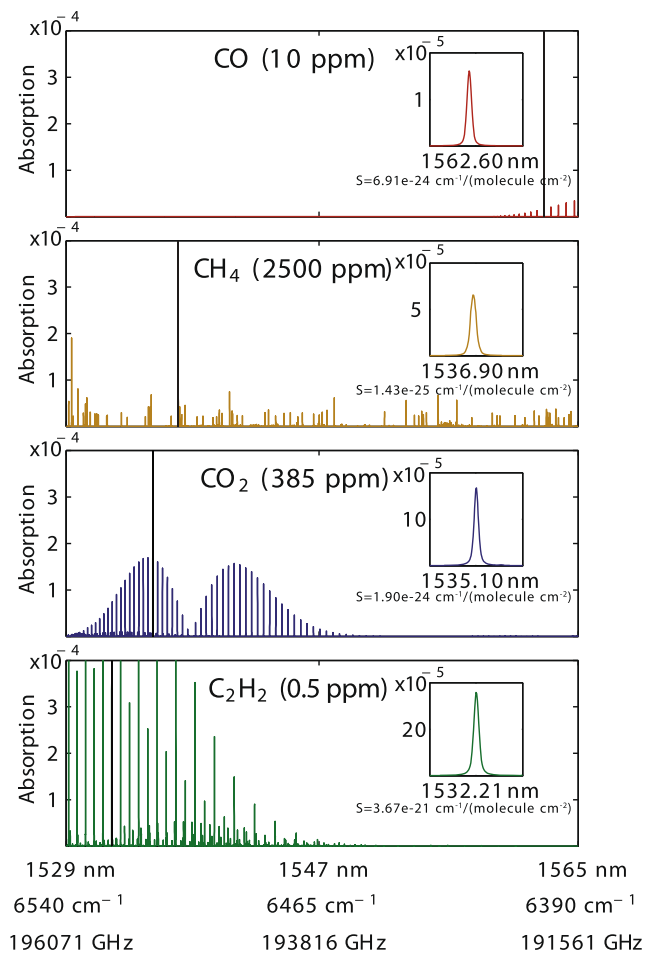 x10⁻⁴
CO (10 ppm)
x10⁻⁵
3
2
1
Absorption
1
1562.60 nm
S=6.91e-24 cm⁻¹/(molecule cm⁻²)
x10⁻⁴
CH₄ (2500 ppm)
x10⁻⁵
3
2
1
Absorption
5
1536.90 nm
S=1.43e-25 cm⁻¹/(molecule cm⁻²)
x10⁻⁴
CO₂ (385 ppm)
x10⁻⁵
3
2
1
Absorption
10
1535.10 nm
S=1.90e-24 cm⁻¹/(molecule cm⁻²)
x10⁻⁴
C₂H₂ (0.5 ppm)
x10⁻⁵
3
2
1
Absorption
20
1532.21 nm
S=3.67e-21 cm⁻¹/(molecule cm⁻²)
1529 nm 1547 nm 1565 nm
6540 cm⁻¹ 6465 cm⁻¹ 6390 cm⁻¹
196071 GHz 193816 GHz 191561 GHz